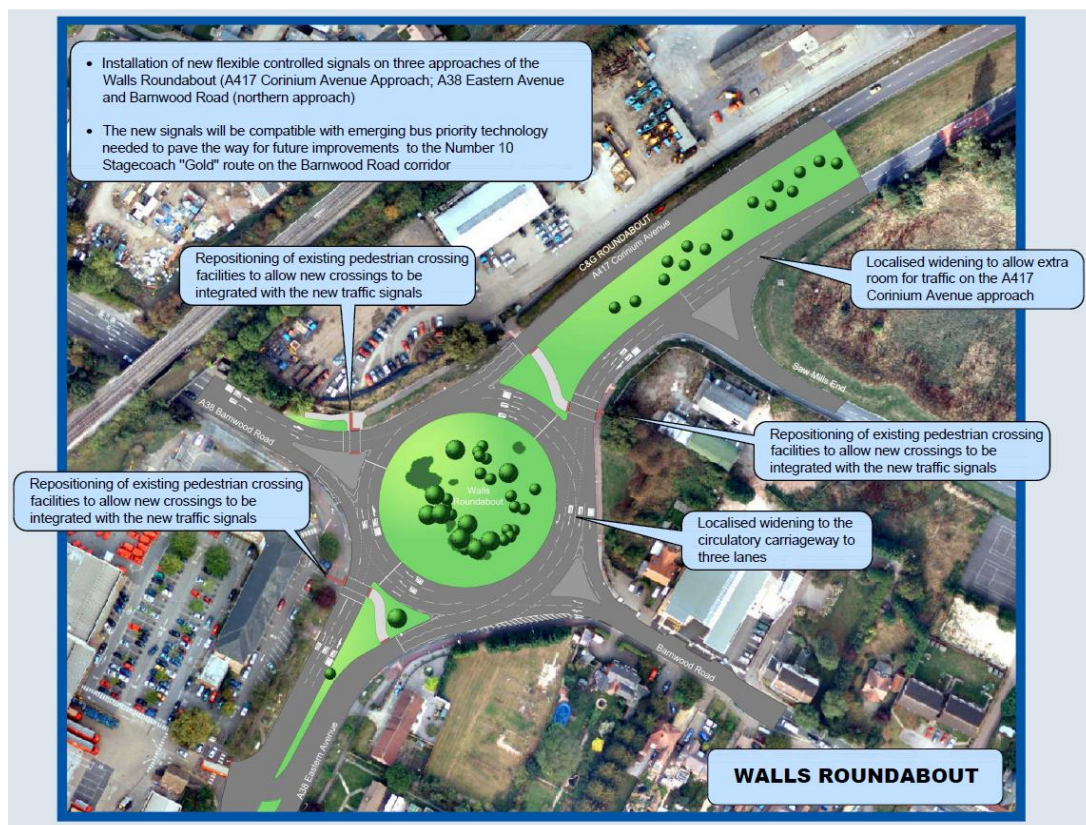 • Installation of new flexible controlled signals on three approaches of the
Walls Roundabout (A417 Corinium Avenue Approach; A38 Eastern Avenue
and Barnwood Road (northern approach)
• The new signals will be compatible with emerging bus priority technology
needed to pave the way for future improvements to the Number 10
Stagecoach "Gold" route on the Barnwood Road corridor
Repositioning of existing pedestrian crossing
facilities to allow new crossings to be
integrated with the new traffic signals
C&G ROUNDABOUT
A417 Corinium Avenue
Localised widening to allow extra
room for traffic on the A417
Corinium Avenue approach
Saw Mills End
A38 Barnwood Road
Repositioning of existing pedestrian crossing
facilities to allow new crossings to be
integrated with the new traffic signals
Repositioning of existing pedestrian crossing
facilities to allow new crossings to be
integrated with the new traffic signals
Walls
Roundabout
Localised widening to the
circulatory carriageway to
three lanes
Barnwood Road
A38 Eastern Avenue
WALLS ROUNDABOUT